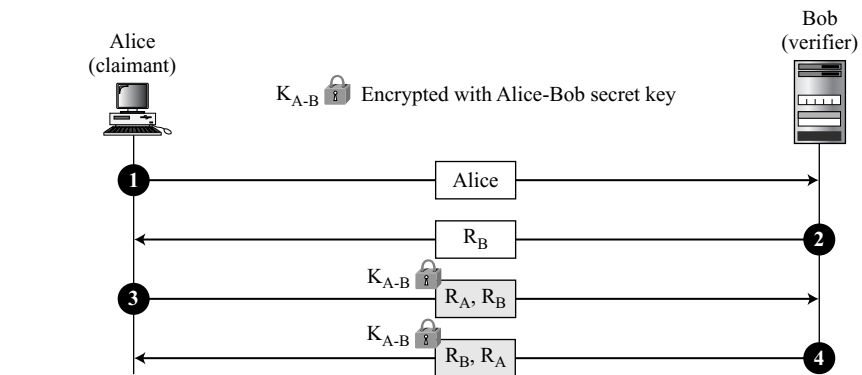 Alice
(claimant)
Bob
(verifier)
K_A-B Encrypted with Alice-Bob secret key
1
Alice
R_B
2
K_A-B
3
R_A, R_B
K_A-B
R_B, R_A
4